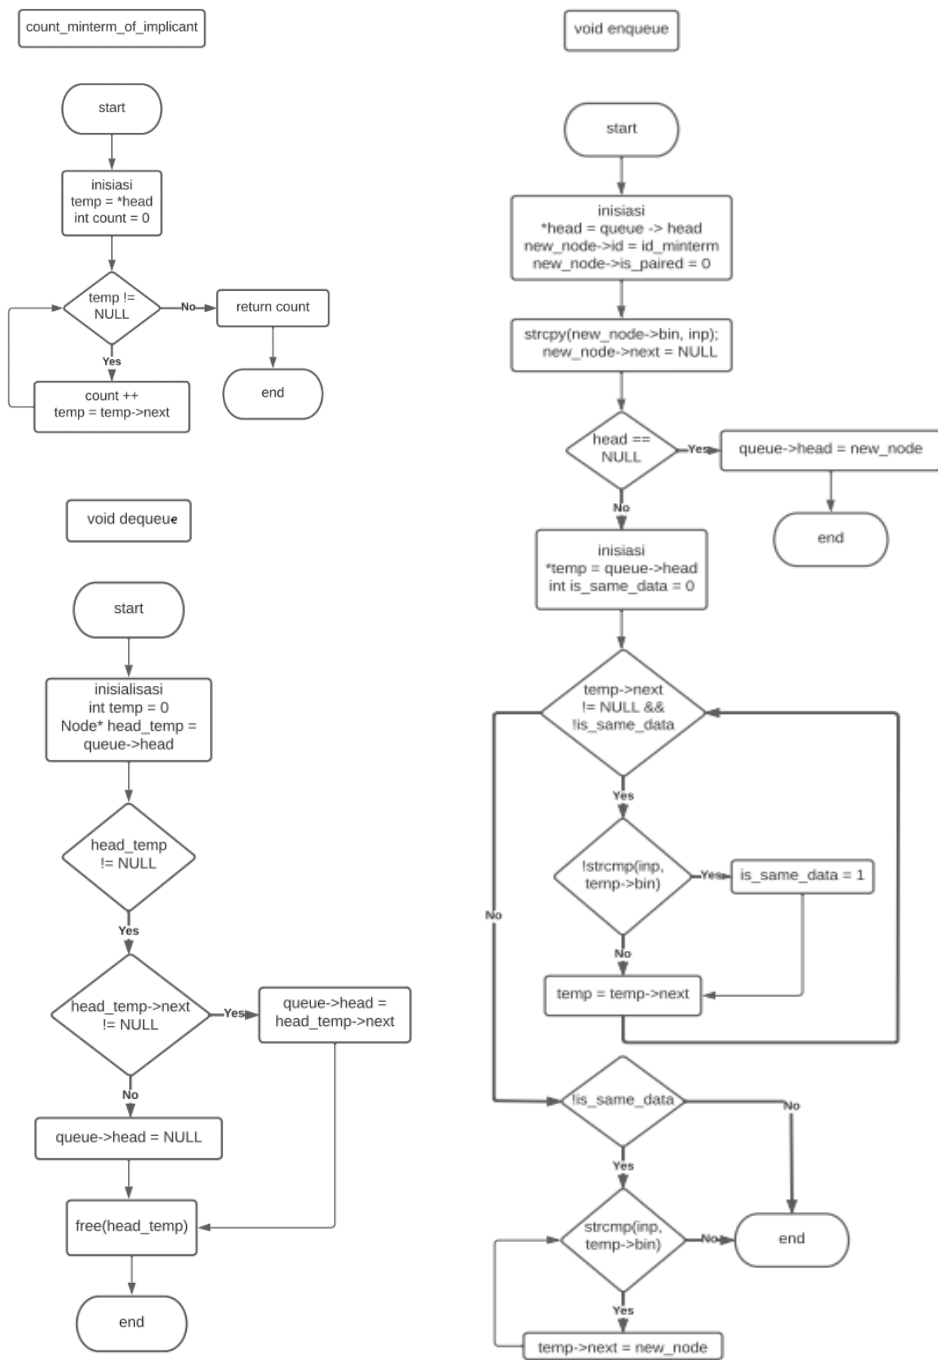 count_minterm_of_implicant
start
inisiasi
temp = *head
int count = 0
temp !=
NULL
No
return count
end
Yes
count ++
temp = temp->next
void dequeue
start
inisialisasi
int temp = 0
Node* head_temp =
queue->head
head_temp
!= NULL
Yes
head_temp->next
!= NULL
Yes
queue->head =
head_temp->next
No
queue->head = NULL
free(head_temp)
end
void enqueue
start
inisiasi
*head = queue -> head
new_node->id = id_minterm
new_node->is_paired = 0
strcpy(new_node->bin, inp);
new_node->next = NULL
head ==
NULL
Yes
queue->head = new_node
end
No
inisiasi
*temp = queue->head
int is_same_data = 0
temp->next
!= NULL &&
!is_same_data
Yes
!strcmp(inp,
temp->bin)
Yes
is_same_data = 1
No
No
temp = temp->next
!is_same_data
No
Yes
strcmp(inp,
temp->bin)
No
end
Yes
temp->next = new_node